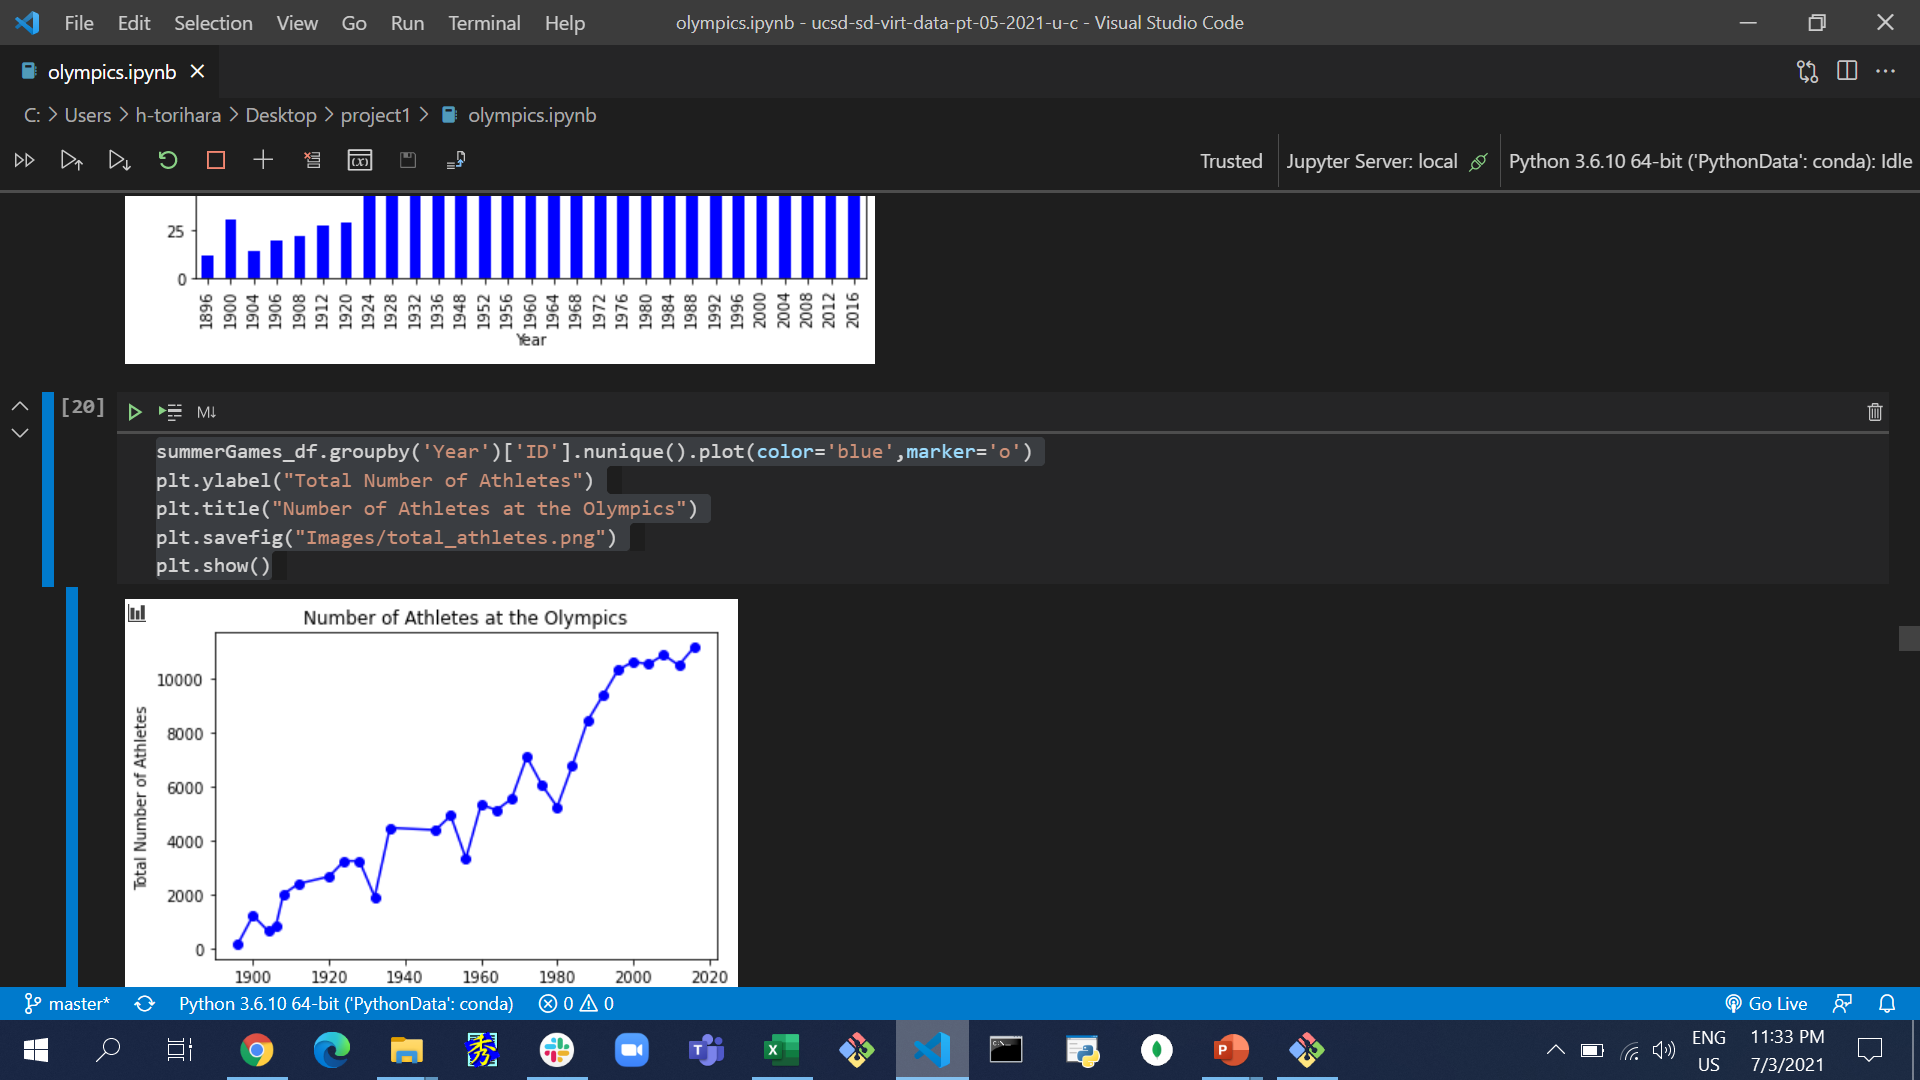 File Edit Selection View Go Run Terminal Help
olympics.ipynb - ucsd-sd-virt-data-pt-05-2021-u-c - Visual Studio Code
olympics.ipynb
C: > Users > h-torihara > Desktop > project1 > olympics.ipynb
Trusted Jupyter Server: local Python 3.6.10 64-bit ('PythonData': conda): Idle
25
0
1896 1900 1904 1906 1908 1912 1920 1924 1928 1932 1936 1948 1952 1956 1960 1964 1968 1972 1976 1980 1984 1988 1992 1996 2000 2004 2008 2012 2016
Year
[20]
M↓
summerGames_df.groupby('Year')['ID'].nunique().plot(color='blue',marker='o')
plt.ylabel("Total Number of Athletes")
plt.title("Number of Athletes at the Olympics")
plt.savefig("Images/total_athletes.png")
plt.show()
Number of Athletes at the Olympics
Total Number of Athletes
10000
8000
6000
4000
2000
0
1900 1920 1940 1960 1980 2000 2020
master* Python 3.6.10 64-bit ('PythonData': conda) 0 0 Go Live
秀
ENG
US
11:33 PM
7/3/2021